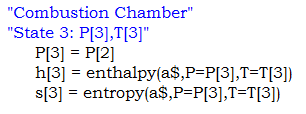 "Combustion Chamber"
"State 3: P[3],T[3]"
P[3] = P[2]
h[3] = enthalpy(a$,P=P[3],T=T[3])
s[3] = entropy(a$,P=P[3],T=T[3])